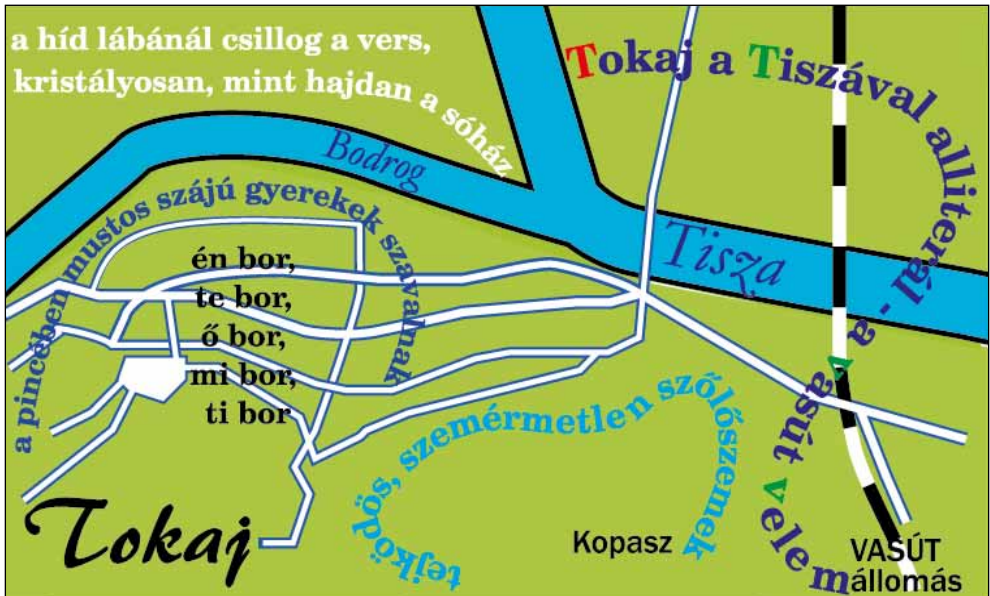 a híd lábánál csillog a vers,
kristályosan, mint hajdan a sóház
Tokaj a Tiszával alliterál - a vasút velem
Bodrog
Tisza
a pincében mustos szájú gyerekek szavalnak
én bor,
te bor,
ő bor,
mi bor,
ti bor
tejködös, szemérmetlen szőlőszemek
Tokaj
Kopasz
VASÚT
állomás